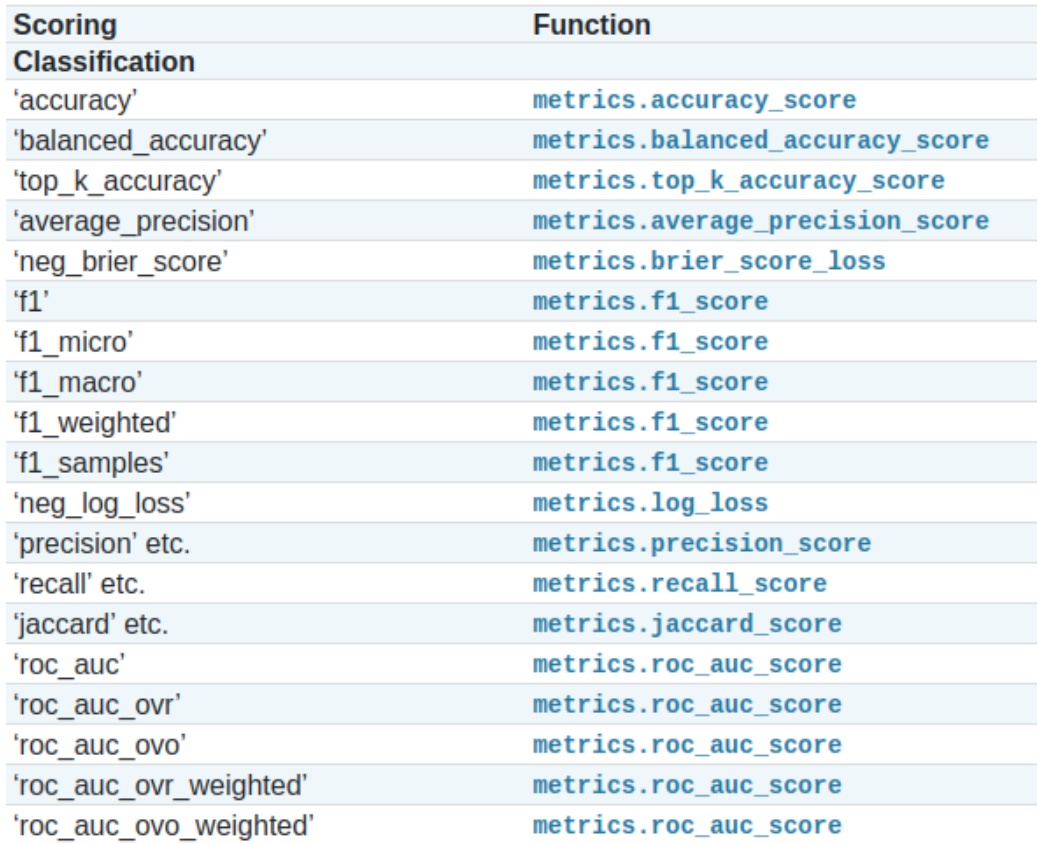 Scoring Function
Classification
‘accuracy’ metrics.accuracy_score
‘balanced_accuracy’ metrics.balanced_accuracy_score
‘top_k_accuracy’ metrics.top_k_accuracy_score
‘average_precision’ metrics.average_precision_score
‘neg_brier_score’ metrics.brier_score_loss
‘f1’ metrics.f1_score
‘f1_micro’ metrics.f1_score
‘f1_macro’ metrics.f1_score
‘f1_weighted’ metrics.f1_score
‘f1_samples’ metrics.f1_score
‘neg_log_loss’ metrics.log_loss
‘precision’ etc. metrics.precision_score
‘recall’ etc. metrics.recall_score
‘jaccard’ etc. metrics.jaccard_score
‘roc_auc’ metrics.roc_auc_score
‘roc_auc_ovr’ metrics.roc_auc_score
‘roc_auc_ovo’ metrics.roc_auc_score
‘roc_auc_ovr_weighted’ metrics.roc_auc_score
‘roc_auc_ovo_weighted’ metrics.roc_auc_score